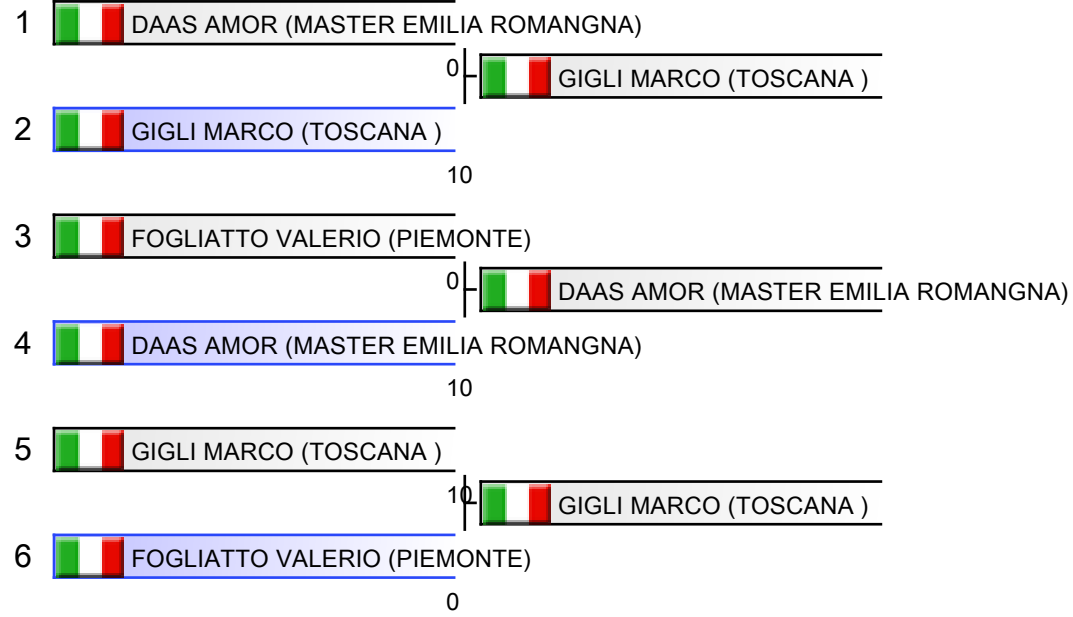 1 DAAS AMOR (MASTER EMILIA ROMANGNA)
0 GIGLI MARCO (TOSCANA )
2 GIGLI MARCO (TOSCANA )
10
3 FOGLIATTO VALERIO (PIEMONTE)
0 DAAS AMOR (MASTER EMILIA ROMANGNA)
4 DAAS AMOR (MASTER EMILIA ROMANGNA)
10
5 GIGLI MARCO (TOSCANA )
10 GIGLI MARCO (TOSCANA )
6 FOGLIATTO VALERIO (PIEMONTE)
0